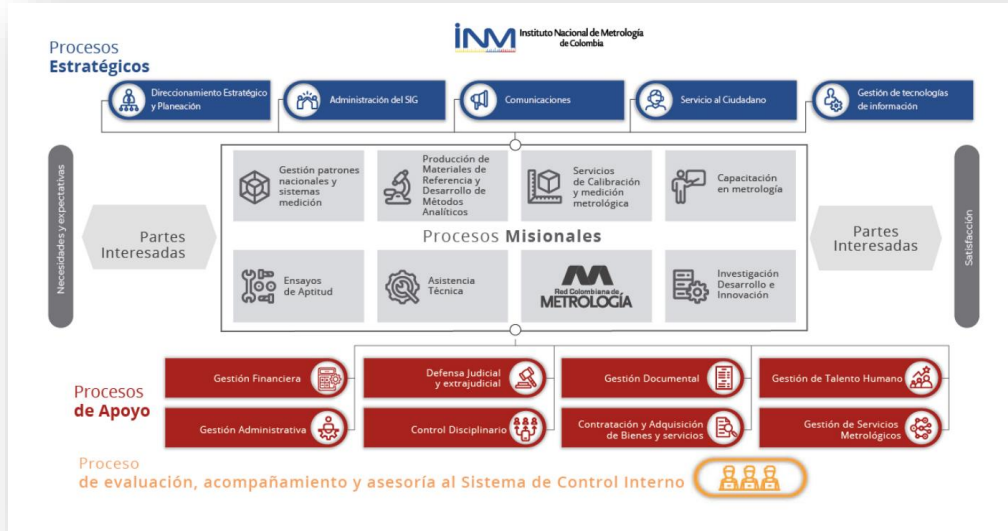 Procesos
Estratégicos
INM
Instituto Nacional de Metrología
de Colombia
Direccionamiento Estratégico
y Planeación
Administración del SIG
Comunicaciones
Servicio al Ciudadano
Gestión de tecnologías
de información
Necesidades y expectativas
Partes
Interesadas
Gestión patrones
nacionales y
sistemas
medición
Producción de
Materiales de
Referencia y
Desarrollo de
Métodos
Analíticos
Servicios
de Calibración
y medición
metrológica
Capacitación
en metrología
Procesos Misionales
Ensayos
de Aptitud
Asistencia
Técnica
Red Colombiana de
METROLOGÍA
Investigación
Desarrollo e
Innovación
Partes
Interesadas
Satisfacción
Procesos
de Apoyo
Gestión Financiera
Defensa Judicial
y extrajudicial
Gestión Documental
Gestión de Talento Humano
Gestión Administrativa
Control Disciplinario
Contratación y Adquisición
de Bienes y servicios
Gestión de Servicios
Metrológicos
Proceso
de evaluación, acompañamiento y asesoría al Sistema de Control Interno